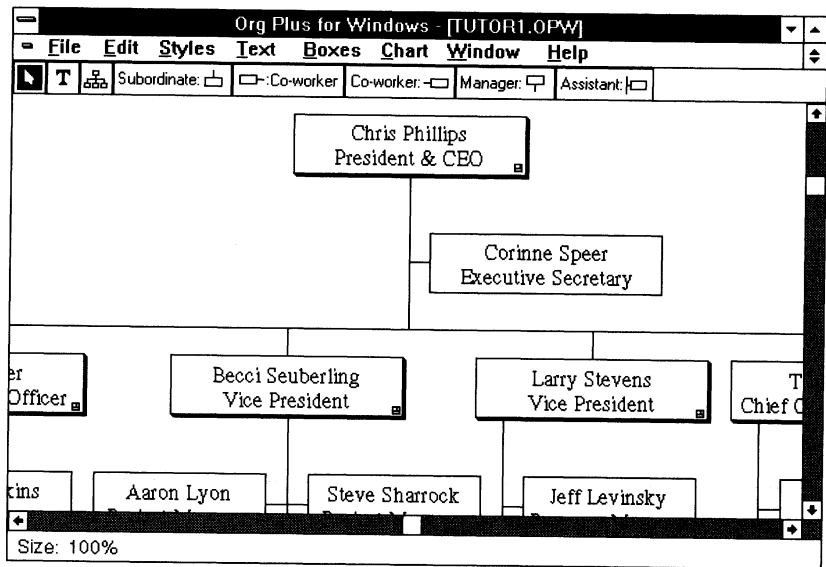 Org Plus for Windows - [TUTOR1.OPW]
File Edit Styles Text Boxes Chart Window Help
T Subordinate: :Co-worker Co-worker: Manager: Assistant:
Chris Phillips
President & CEO
Corinne Speer
Executive Secretary
er
Officer
Becci Seuberling
Vice President
Larry Stevens
Vice President
T
Chief C
kins
Aaron Lyon
Steve Sharrock
Jeff Levinsky
Size: 100%